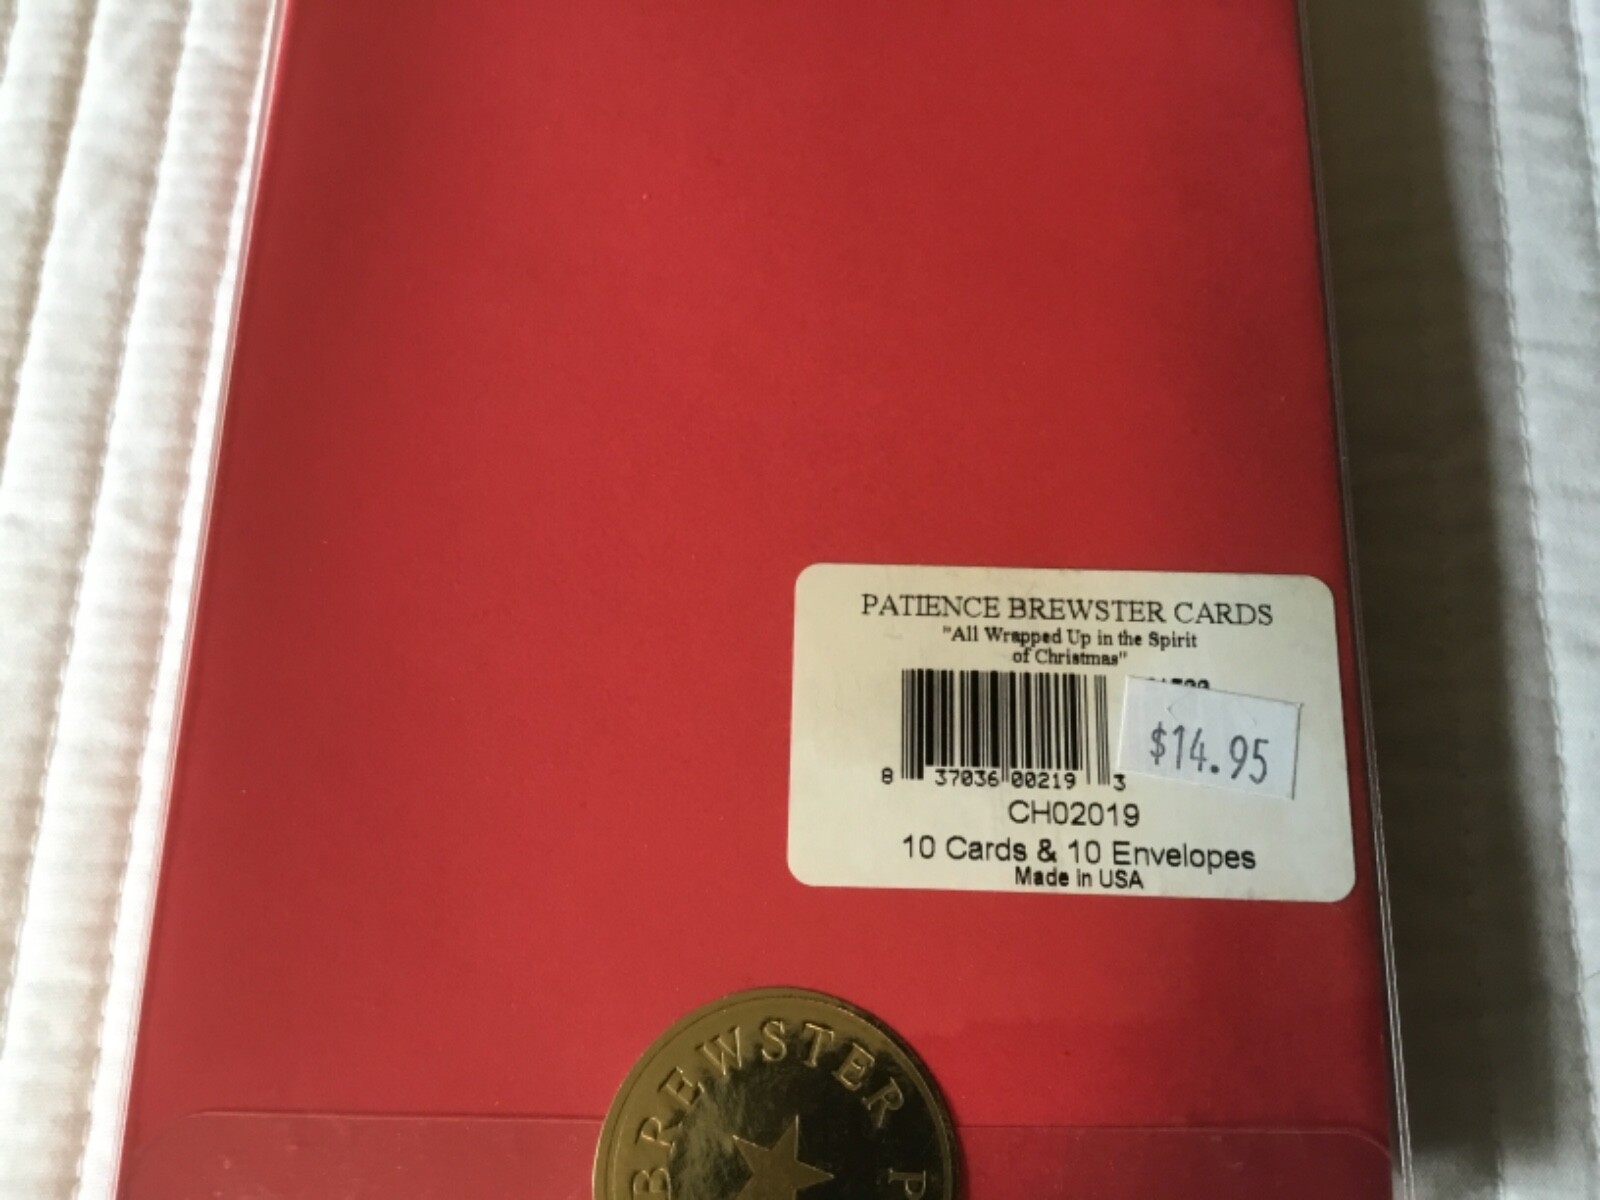 PATIENCE BREWSTER CARDS
"All Wrapped Up in the Spirit
of Christmas"
$14.95
8 37036 00219 3
CH02019
10 Cards & 10 Envelopes
Made in USA
BREWSTER P